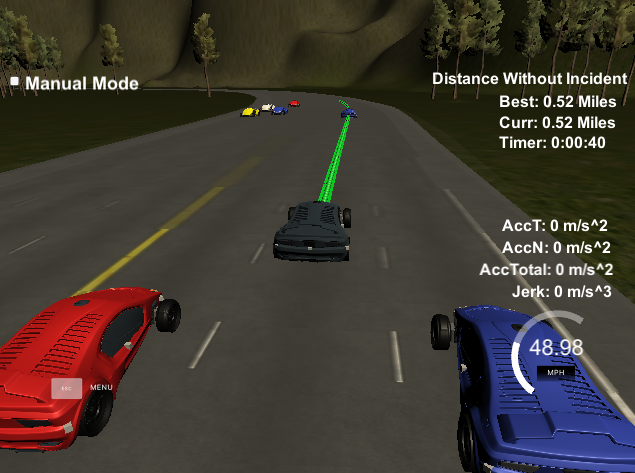 Manual Mode
Distance Without Incident
Best: 0.52 Miles
Curr: 0.52 Miles
Timer: 0:00:40
AccT: 0 m/s^2
AccN: 0 m/s^2
AccTotal: 0 m/s^2
Jerk: 0 m/s^3
48.98
MPH
ESC MENU